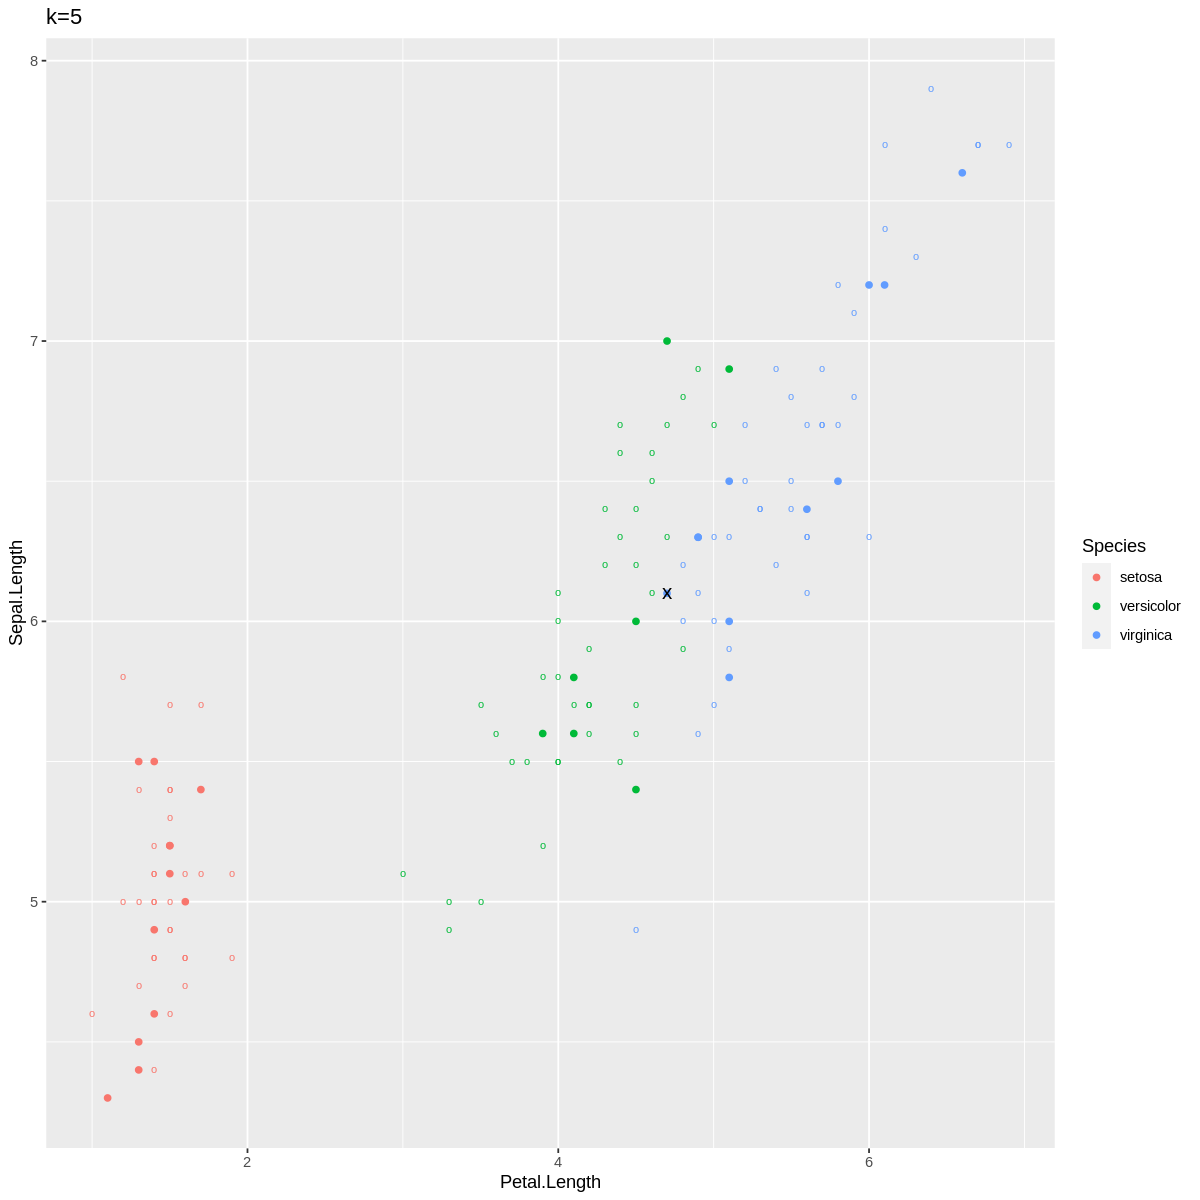 k=5
8
7
6
5
Sepal.Length
X
2
4
6
Petal.Length
Species
setosa
versicolor
virginica